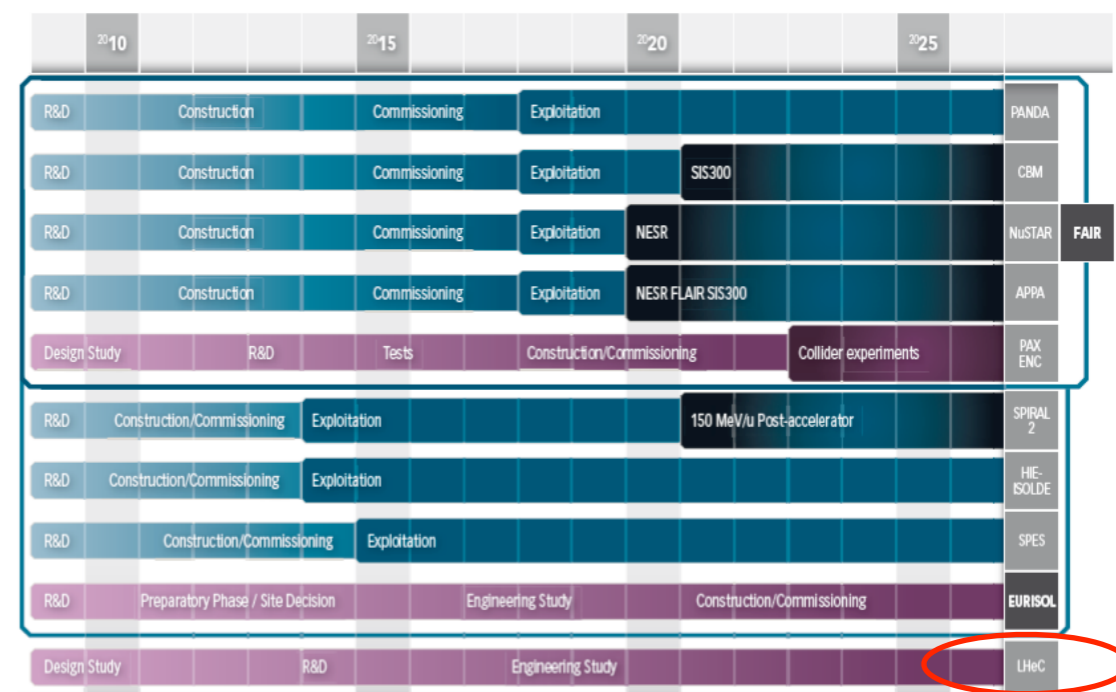 2010 2015 2020 2025
R&D Construction Commissioning Exploitation PANDA
R&D Construction Commissioning Exploitation SIS300 CBM
R&D Construction Commissioning Exploitation NESR NuSTAR FAIR
R&D Construction Commissioning Exploitation NESR FLAIR SIS300 APPA
Design Study R&D Tests Construction/Commissioning Collider experiments PAX
ENC
R&D Construction/Commissioning Exploitation 150 MeV/u Post-accelerator SPIRAL
2
R&D Construction/Commissioning Exploitation HIE-
ISOLDE
R&D Construction/Commissioning Exploitation SPES
R&D Preparatory Phase / Site Decision Engineering Study Construction/Commissioning EURISOL
Design Study R&D Engineering Study LHeC